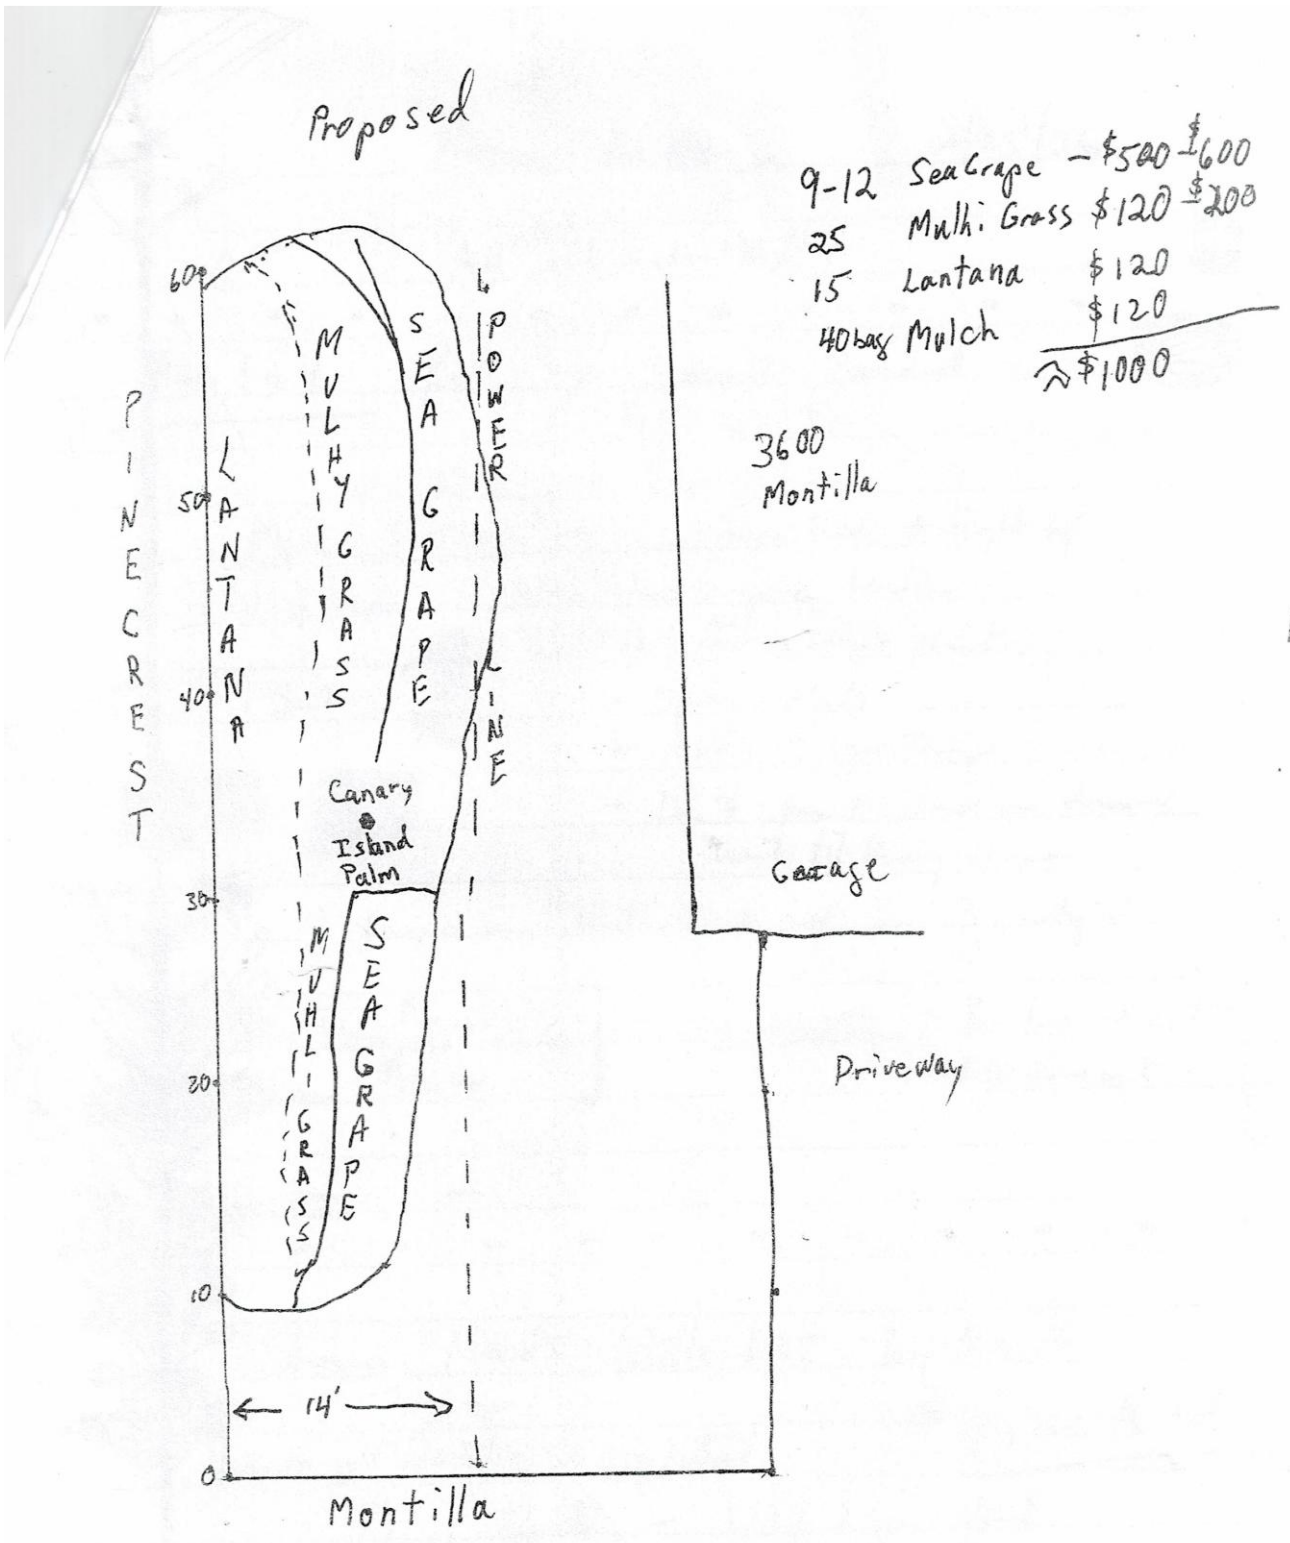 Proposed
9-12 SeaGrape - $500 - $600
25 Mulhi Grass $120 - $200
15 Lantana $120
40 bag Mulch $120
≈ $1000
3600
Montilla
60
50
40
30
20
10
0
PINECREST
LANTANA
MULHY GRASS
SEA GRAPE
POWER LINE
Canary
Island
Palm
MUHLI GRASS
SEA GRAPE
Garage
Driveway
14'
Montilla